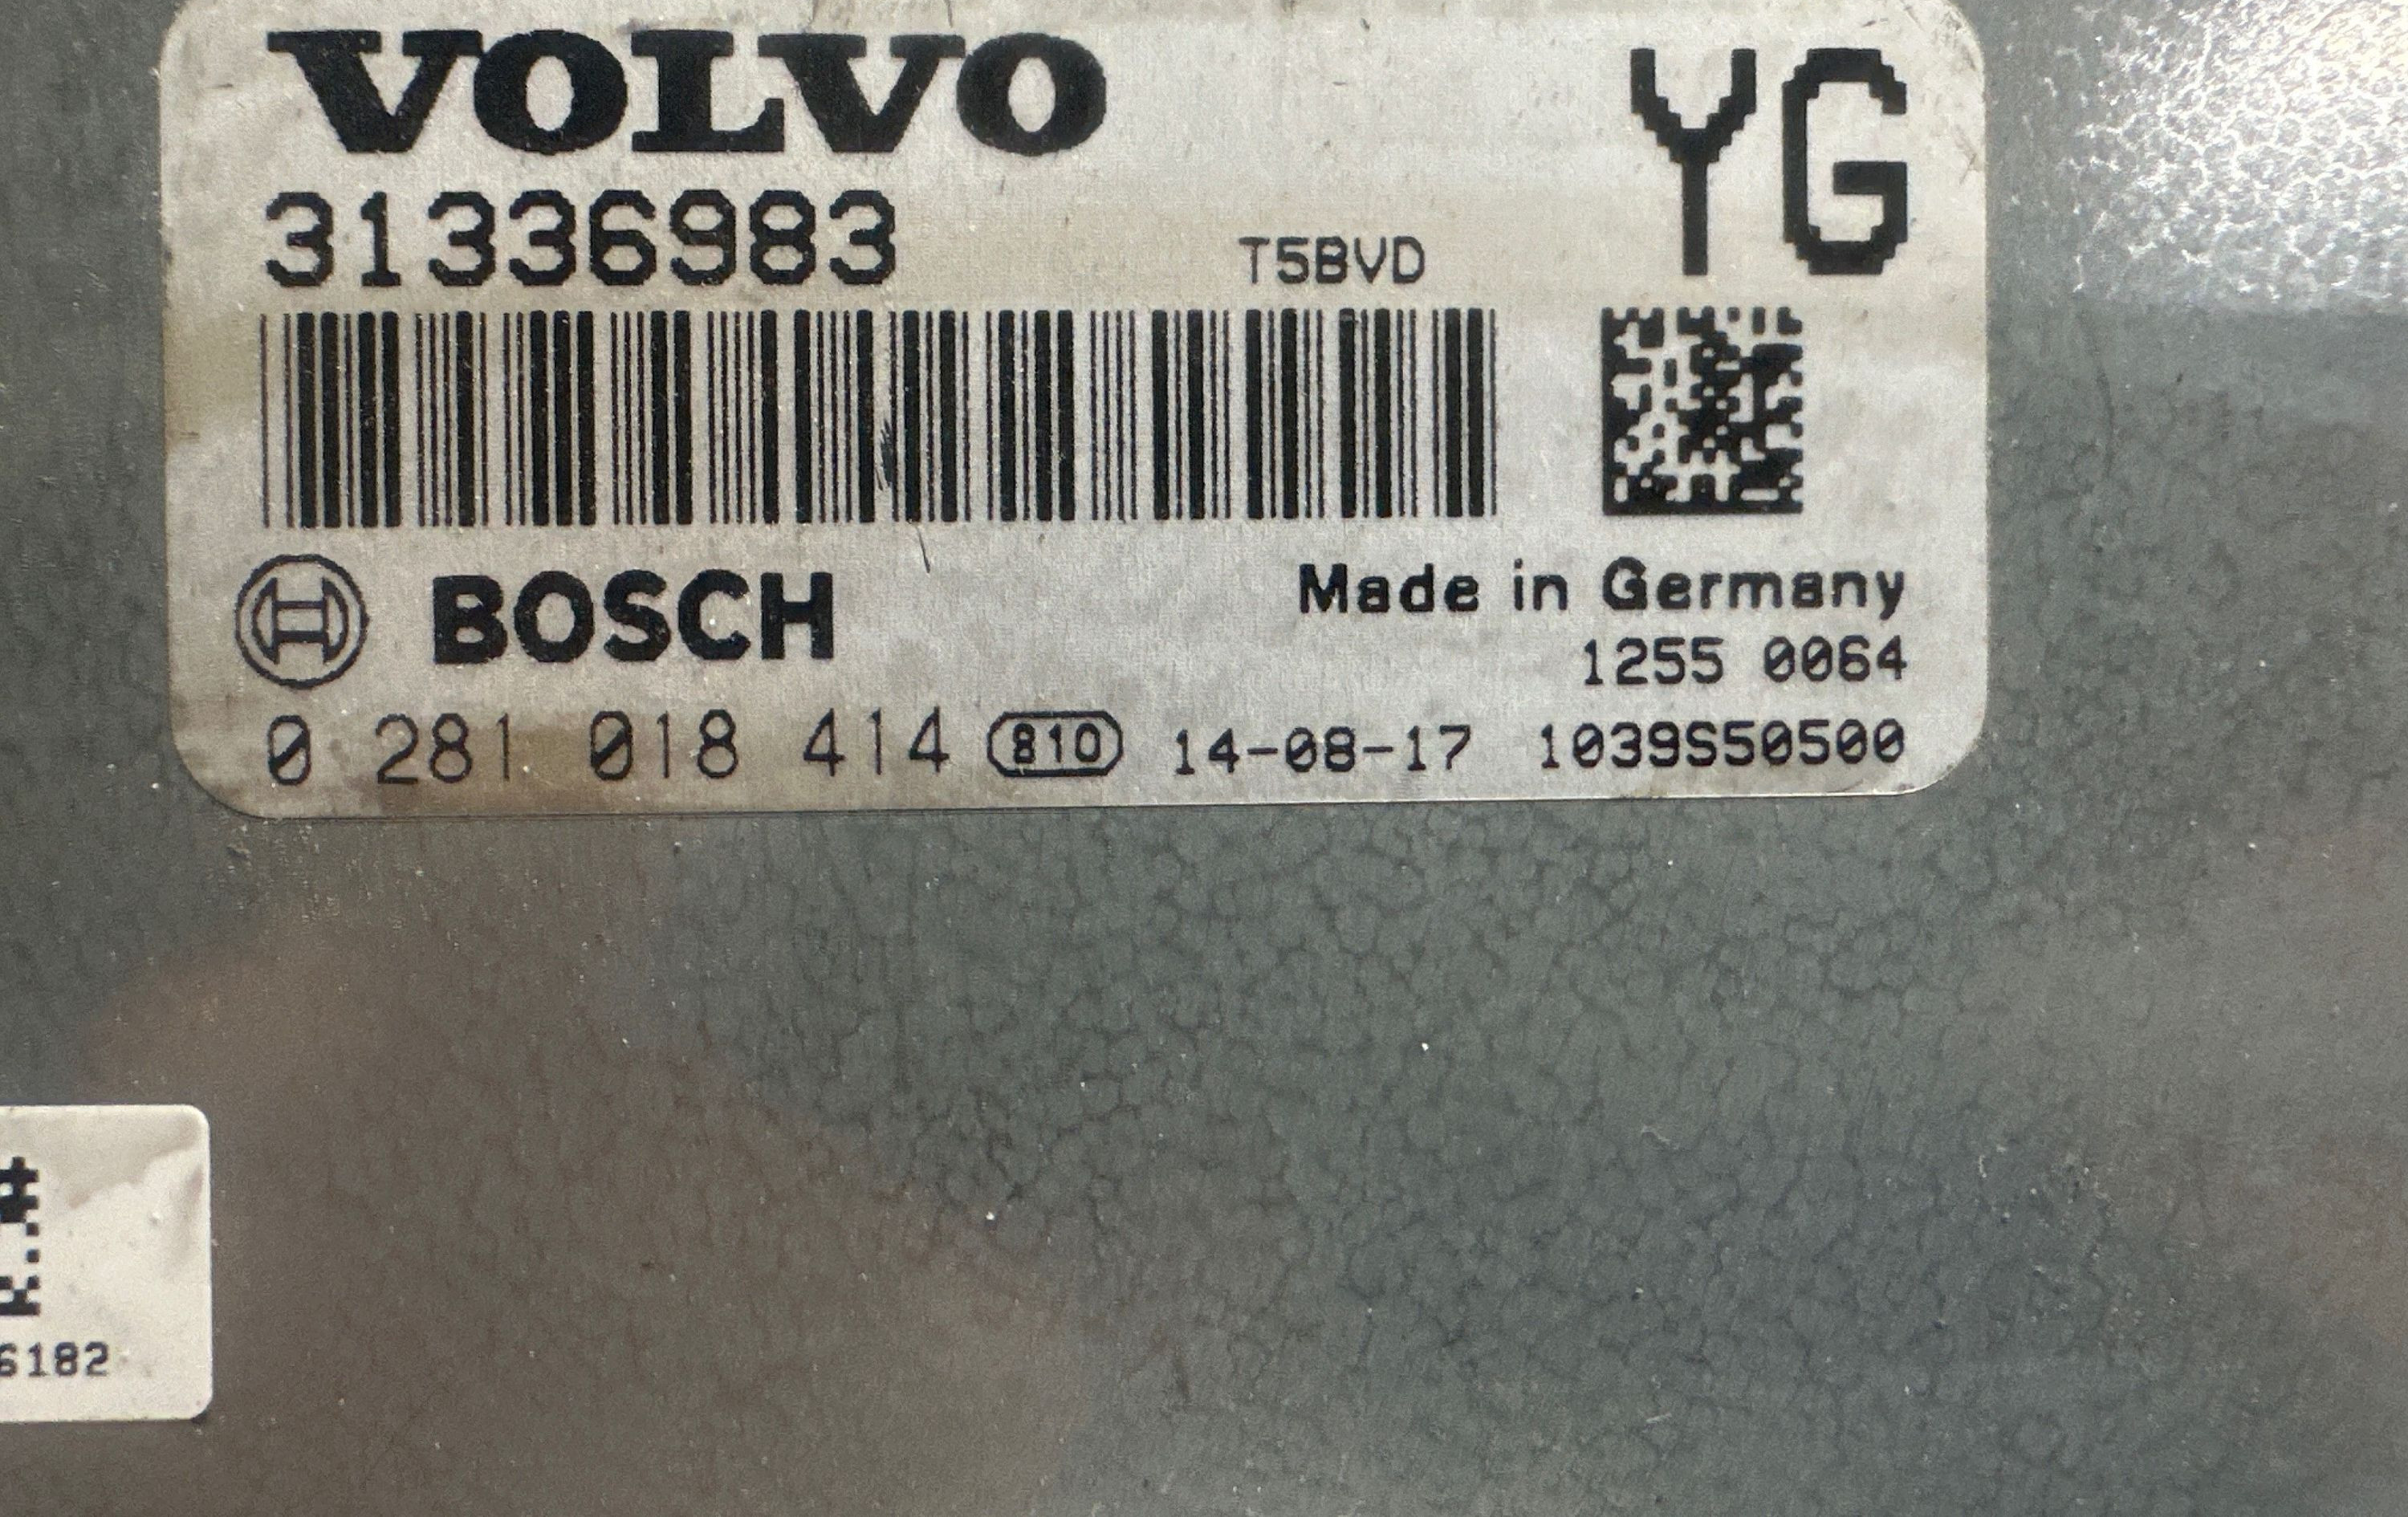 VOLVO
YG
31336983
T5BVD
BOSCH
Made in Germany
1255 0064
0 281 018 414 810 14-08-17 1039S50500
6182